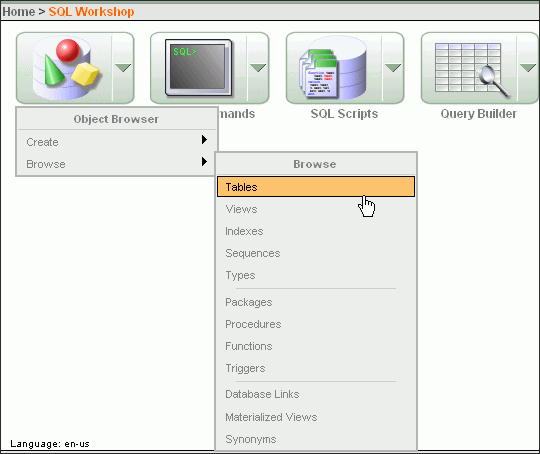 Home > SQL Workshop
SQL>
mands
SQL Scripts
Query Builder
Object Browser
Create
Browse
Browse
Tables
Views
Indexes
Sequences
Types
Packages
Procedures
Functions
Triggers
Database Links
Materialized Views
Synonyms
Language: en-us